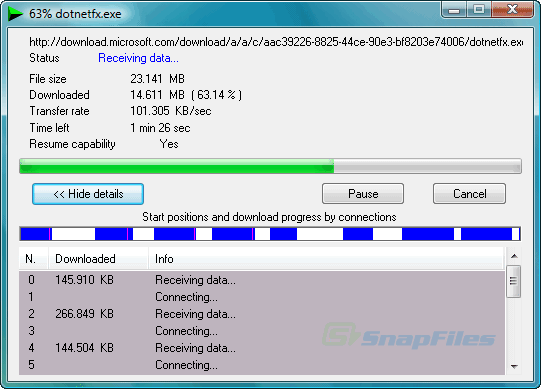 63% dotnetfx.exe
http://download.microsoft.com/download/a/a/c/aac39226-8825-44ce-90e3-bf8203e74006/dotnetfx.exe
Status Receiving data...
File size 23.141 MB
Downloaded 14.611 MB ( 63.14 % )
Transfer rate 101.305 KB/sec
Time left 1 min 26 sec
Resume capability Yes
<< Hide details Pause Cancel
Start positions and download progress by connections
N. Downloaded Info
0 145.910 KB Receiving data...
1 Connecting...
2 266.849 KB Receiving data...
3 Connecting...
4 144.504 KB Receiving data...
5 Connecting...
SnapFiles